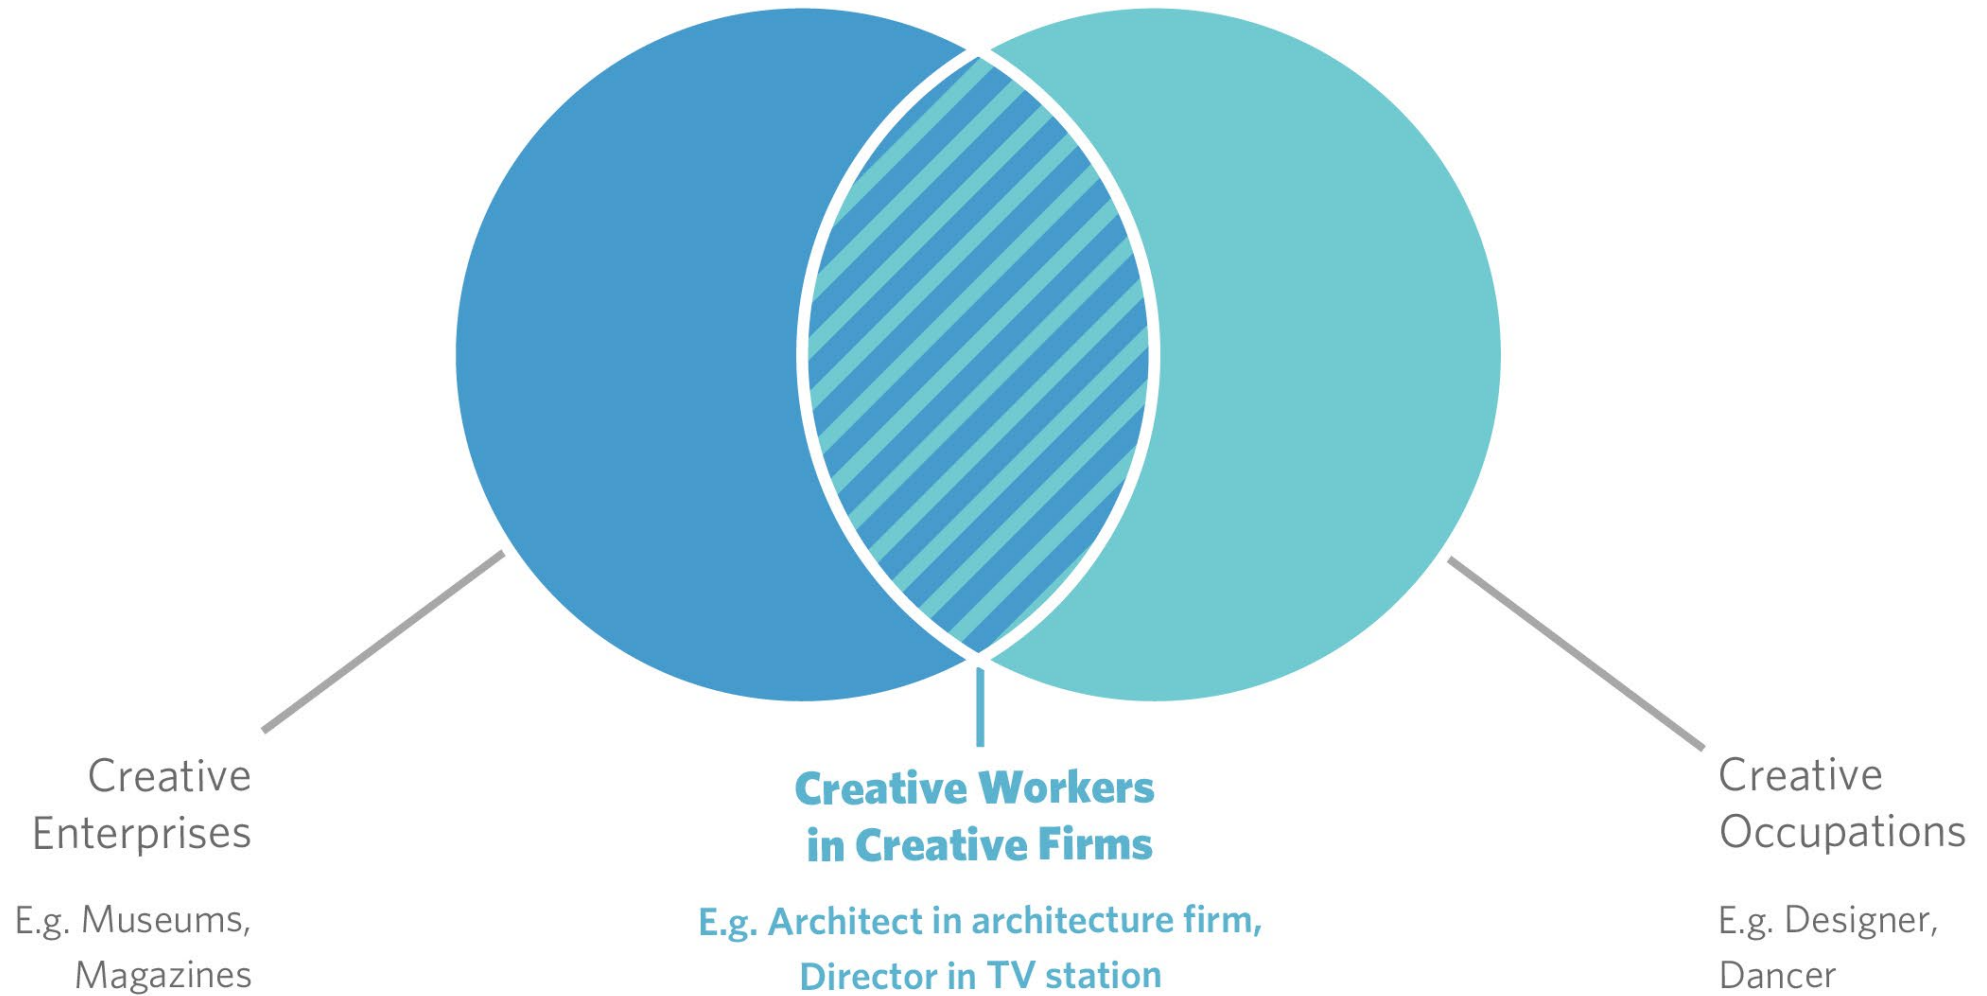 Creative
Enterprises
E.g. Museums,
Magazines
Creative Workers
in Creative Firms
E.g. Architect in architecture firm,
Director in TV station
Creative
Occupations
E.g. Designer,
Dancer